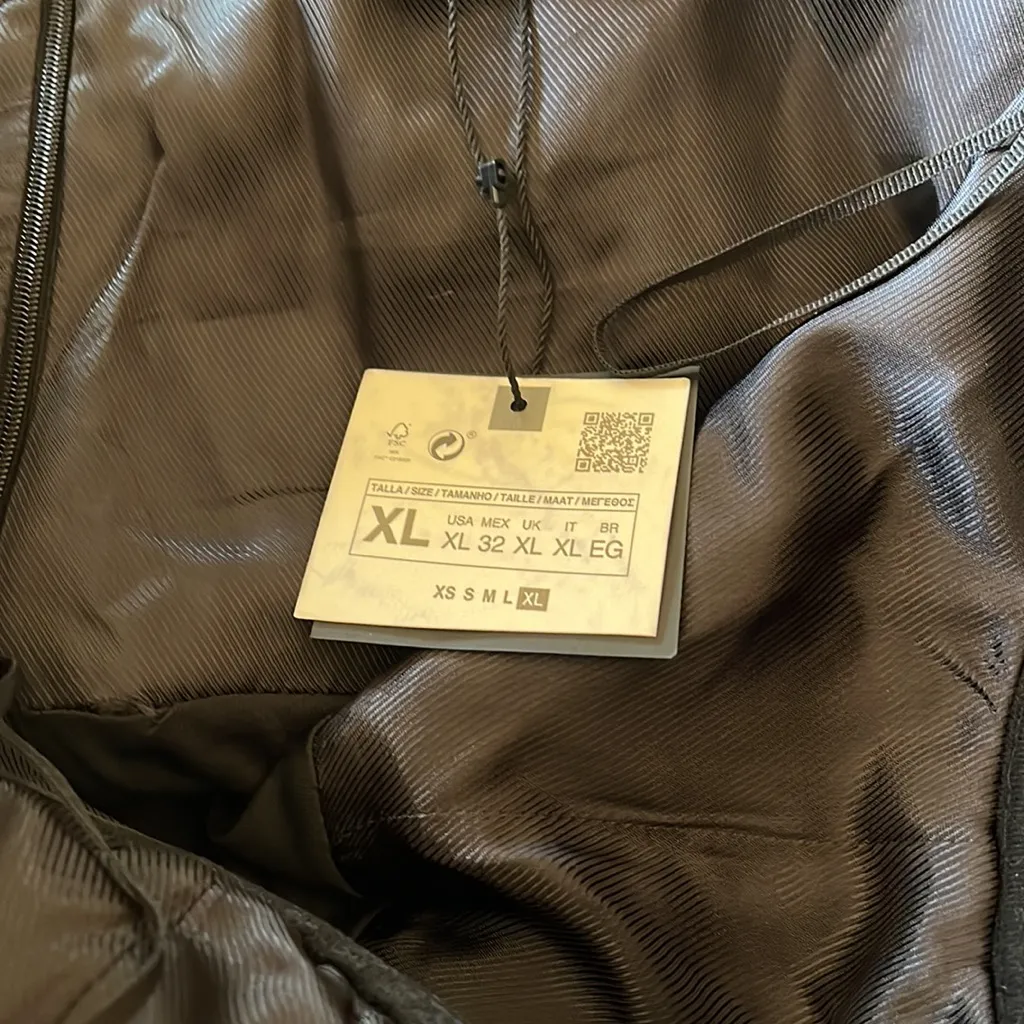 FSC
®
TALLA / SIZE / TAMANHO / TAILLE / MAAT / ΜΕΓΕΘΟΣ
XL
USA MEX UK IT BR
XL 32 XL XL EG
XS S M L XL